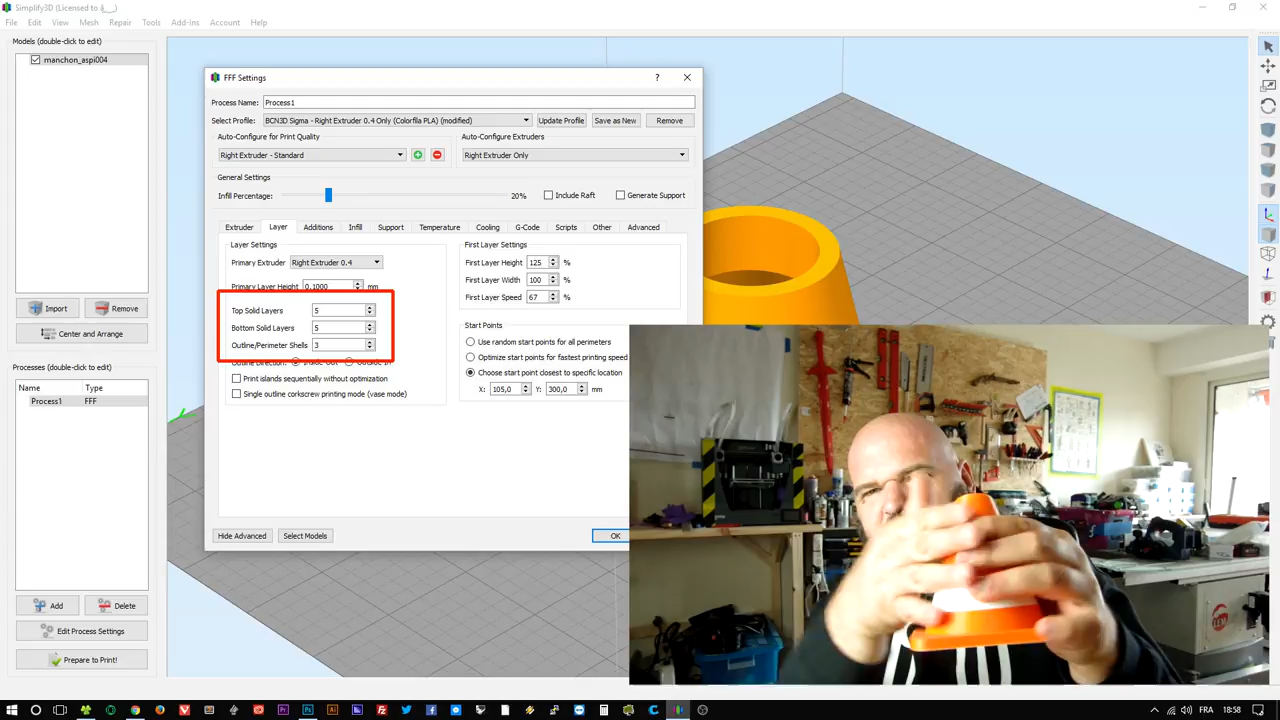 Simplify3D (Licensed to
File Edit View Mesh Repair Tools Add-Ins Account Help
Models (double-click to edit)
manchon_aspi004
Import Remove
Center and Arrange
Processes (double-click to edit)
Name Type
Process1 FFF
Add Delete
Edit Process Settings
Prepare to Print!
FFF Settings
?
Process Name: Process1
Select Profile: BCN3D Sigma - Right Extruder 0.4 Only (Colorfila PLA) (modified) Update Profile Save as New Remove
Auto-Configure for Print Quality Auto-Configure Extruders
Right Extruder - Standard Right Extruder Only
General Settings
Infill Percentage: 20% Include Raft Generate Support
Extruder Layer Additions Infill Support Temperature Cooling G-Code Scripts Other Advanced
Layer Settings
Primary Extruder Right Extruder 0.4
Primary Layer Height 0,1000 mm
Top Solid Layers 5
Bottom Solid Layers 5
Outline/Perimeter Shells 3
Outline Direction: Inside-Out Outside-In
Print islands sequentially without optimization
Single outline corkscrew printing mode (vase mode)
First Layer Settings
First Layer Height 125 %
First Layer Width 100 %
First Layer Speed 67 %
Start Points
Use random start points for all perimeters
Optimize start points for fastest printing speed
Choose start point closest to specific location
X: 105,0 Y: 300,0 mm
Hide Advanced Select Models OK
LEM
FRA 18:58